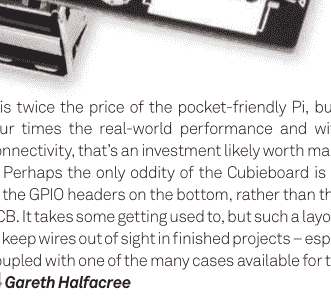 is twice the price of the pocket-friendly Pi, bu
ur times the real-world performance and wi
onnectivity, that's an investment likely worth ma
Perhaps the only oddity of the Cubieboard is
the GPIO headers on the bottom, rather than th
CB. It takes some getting used to, but such a layo
keep wires out of sight in finished projects – esp
oupled with one of the many cases available for t
Gareth Halfacree